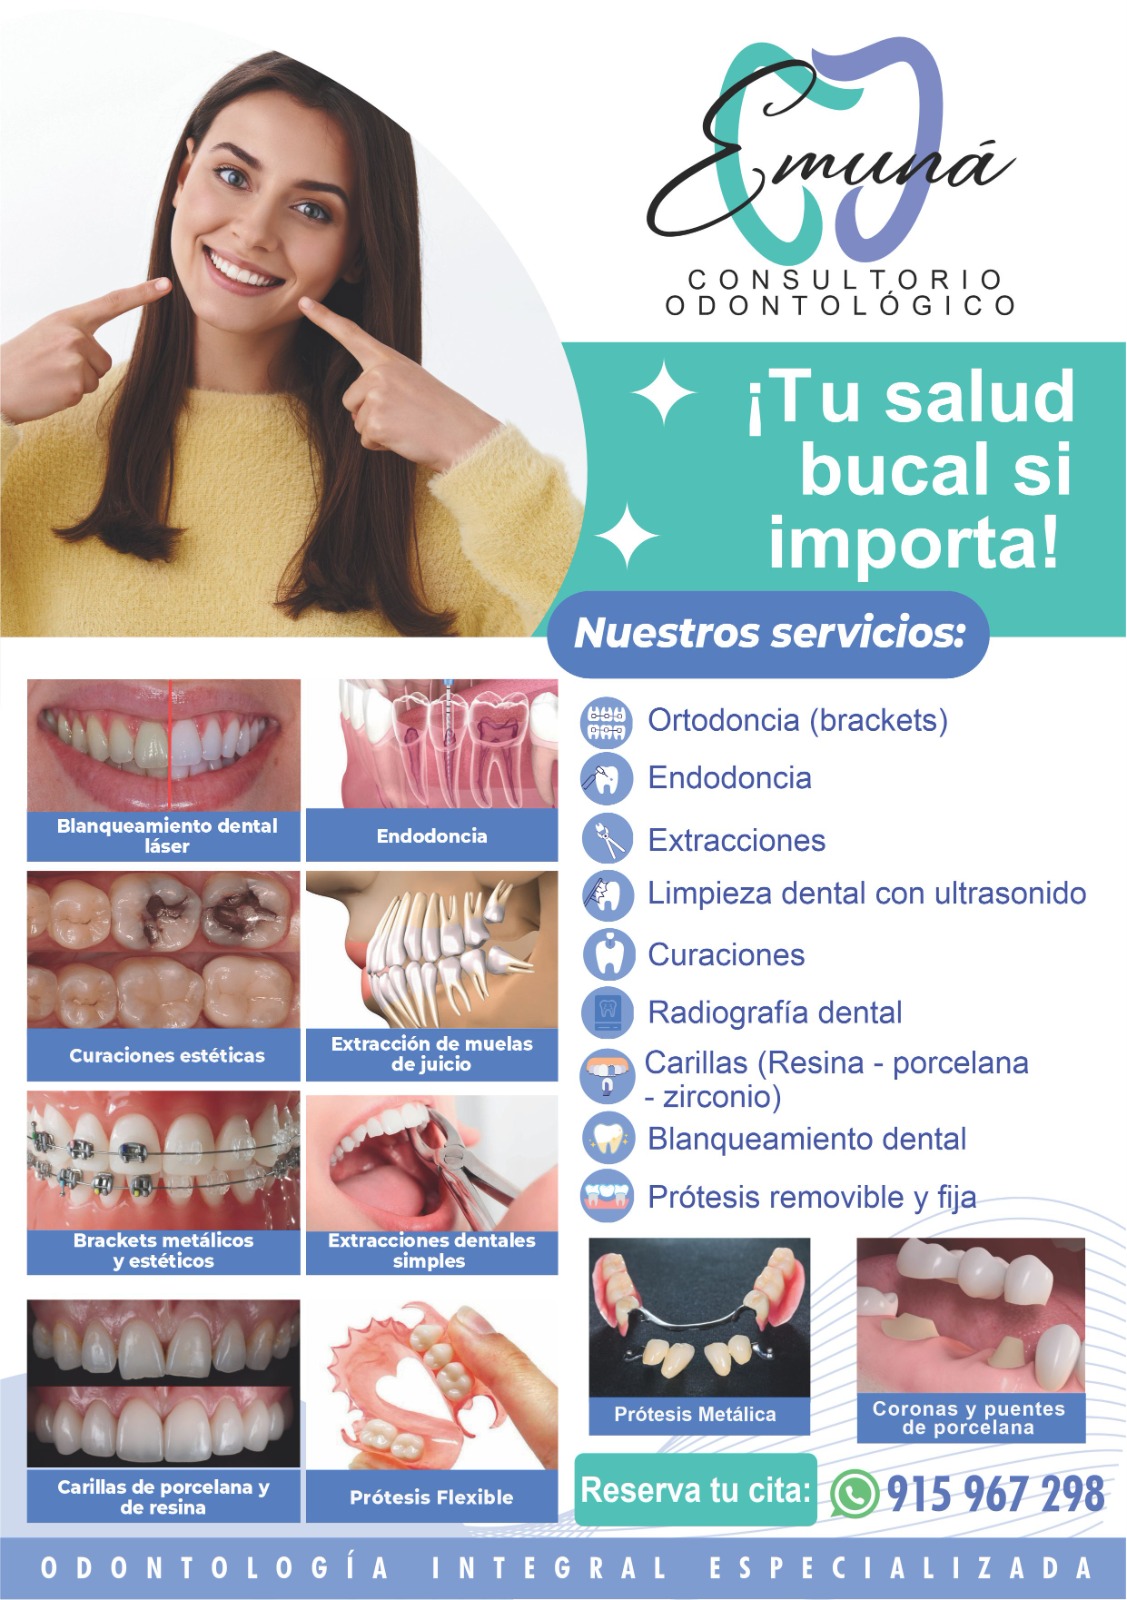 Emuná
CONSULTORIO
ODONTOLÓGICO
¡Tu salud
bucal si
importa!
Nuestros servicios:
Ortodoncia (brackets)
Endodoncia
Extracciones
Limpieza dental con ultrasonido
Curaciones
Radiografía dental
Carillas (Resina - porcelana
- zirconio)
Blanqueamiento dental
Prótesis removible y fija
Blanqueamiento dental
láser
Endodoncia
Curaciones estéticas
Extracción de muelas
de juicio
Brackets metálicos
y estéticos
Extracciones dentales
simples
Carillas de porcelana y
de resina
Prótesis Flexible
Prótesis Metálica
Coronas y puentes
de porcelana
Reserva tu cita:
915 967 298
ODONTOLOGÍA INTEGRAL ESPECIALIZADA